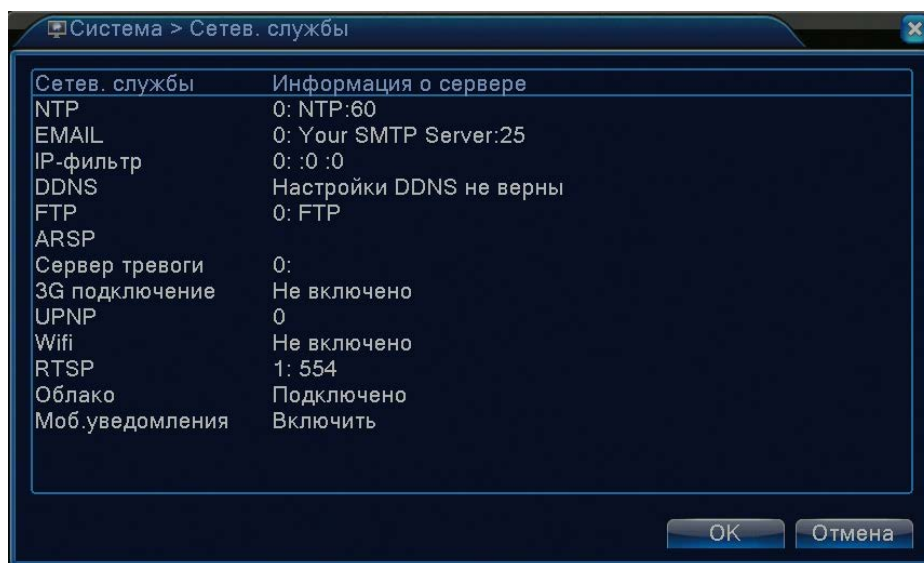 Система > Сетев. службы
Сетев. службы Информация о сервере
NTP 0: NTP:60
EMAIL 0: Your SMTP Server:25
IP-фильтр 0: :0 :0
DDNS Настройки DDNS не верны
FTP 0: FTP
ARSP
Сервер тревоги 0:
3G подключение Не включено
UPNP 0
Wifi Не включено
RTSP 1: 554
Облако Подключено
Моб.уведомления Включить
OK Отмена